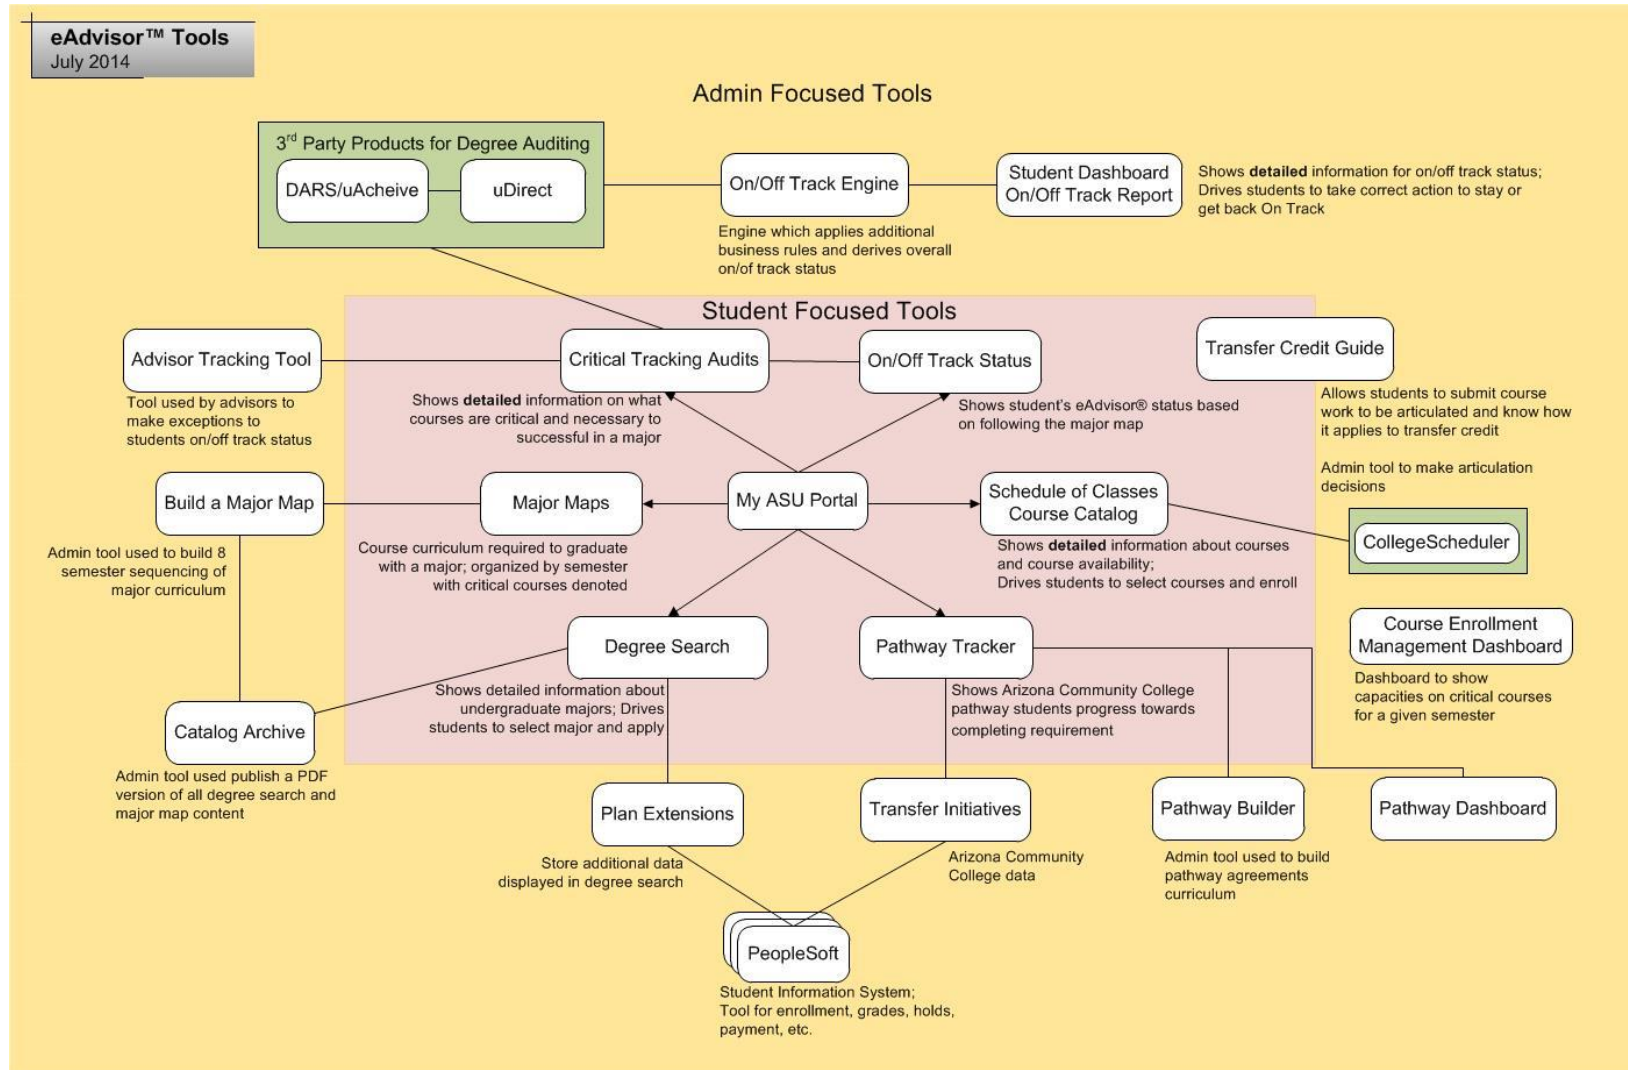 eAdvisor™ Tools
July 2014
Admin Focused Tools
3rd Party Products for Degree Auditing
DARS/uAcheive
uDirect
On/Off Track Engine
Engine which applies additional
business rules and derives overall
on/of track status
Student Dashboard
On/Off Track Report
Shows detailed information for on/off track status;
Drives students to take correct action to stay or
get back On Track
Student Focused Tools
Advisor Tracking Tool
Tool used by advisors to
make exceptions to
students on/off track status
Critical Tracking Audits
Shows detailed information on what
courses are critical and necessary to
successful in a major
On/Off Track Status
Shows student's eAdvisor® status based
on following the major map
Transfer Credit Guide
Allows students to submit course
work to be articulated and know how
it applies to transfer credit
Admin tool to make articulation
decisions
Build a Major Map
Admin tool used to build 8
semester sequencing of
major curriculum
Major Maps
Course curriculum required to graduate
with a major; organized by semester
with critical courses denoted
My ASU Portal
Schedule of Classes
Course Catalog
Shows detailed information about courses
and course availability;
Drives students to select courses and enroll
CollegeScheduler
Degree Search
Shows detailed information about
undergraduate majors; Drives
students to select major and apply
Pathway Tracker
Shows Arizona Community College
pathway students progress towards
completing requirement
Course Enrollment
Management Dashboard
Dashboard to show
capacities on critical courses
for a given semester
Catalog Archive
Admin tool used publish a PDF
version of all degree search and
major map content
Plan Extensions
Store additional data
displayed in degree search
Transfer Initiatives
Arizona Community
College data
Pathway Builder
Admin tool used to build
pathway agreements
curriculum
Pathway Dashboard
PeopleSoft
Student Information System;
Tool for enrollment, grades, holds,
payment, etc.